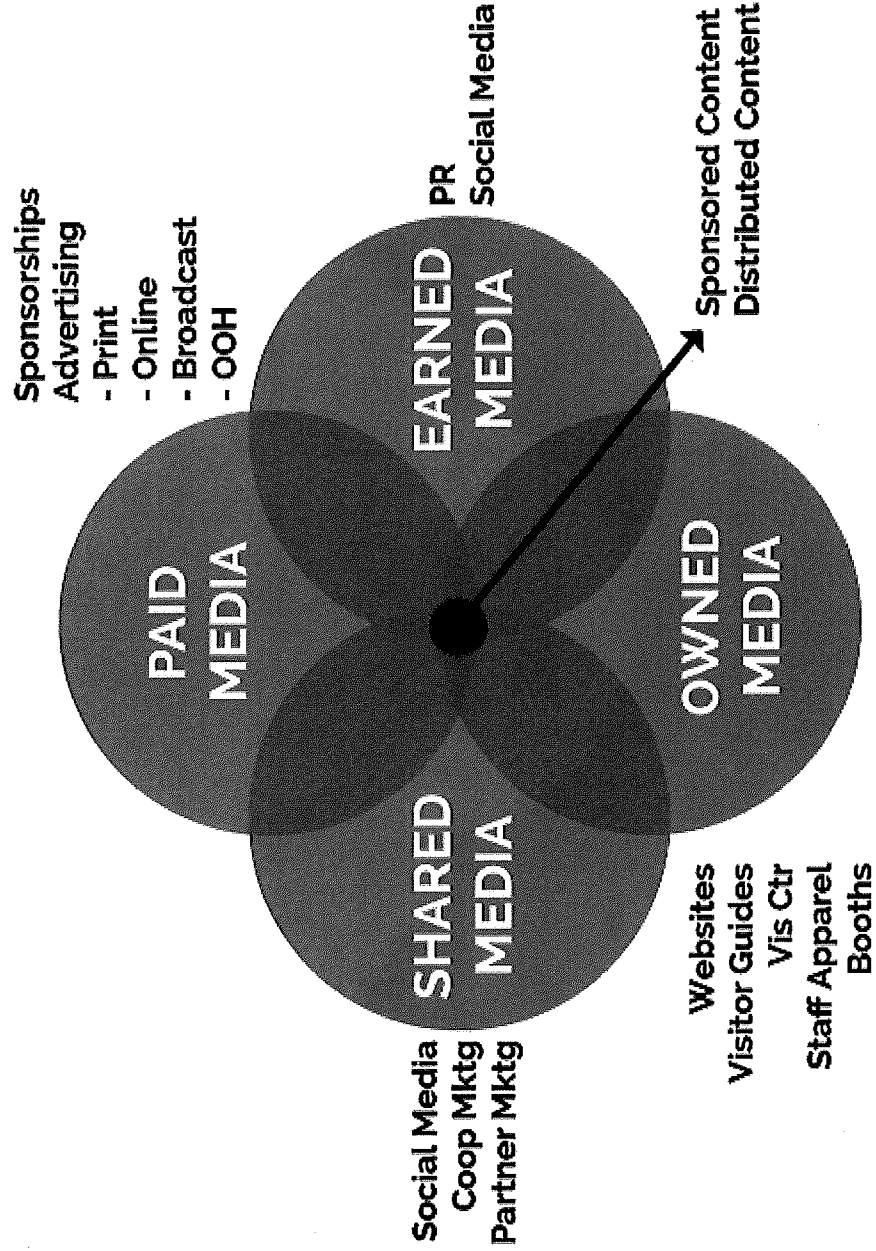 Sponsorships
Advertising
- Print
- Online
- Broadcast
- OOH
PAID
MEDIA
SHARED
MEDIA
EARNED
MEDIA
OWNED
MEDIA
Social Media
Coop Mktg
Partner Mktg
PR
Social Media
Websites
Visitor Guides
Vis Ctr
Staff Apparel
Booths
Sponsored Content
Distributed Content